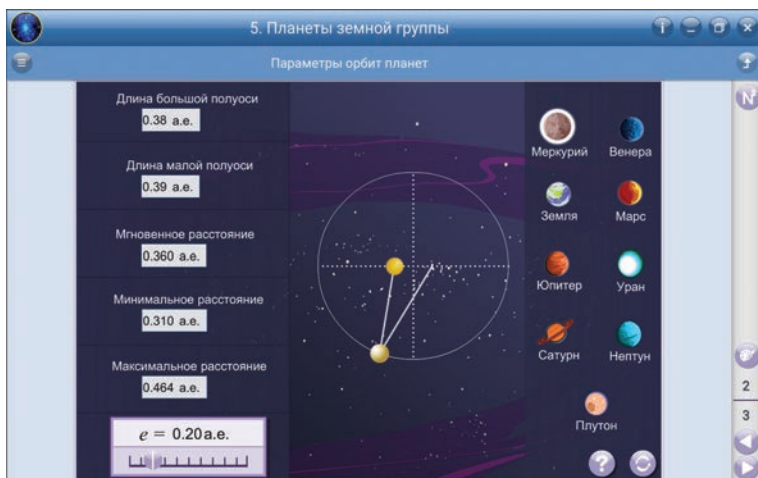 5. Планеты земной группы
Параметры орбит планет
Длина большой полуоси
0.38 а.е.
Длина малой полуоси
0.39 а.е.
Мгновенное расстояние
0.360 а.е.
Минимальное расстояние
0.310 а.е.
Максимальное расстояние
0.464 а.е.
e = 0.20 а.е.
Меркурий
Венера
Земля
Марс
Юпитер
Уран
Сатурн
Нептун
Плутон
?
i
N
2
3